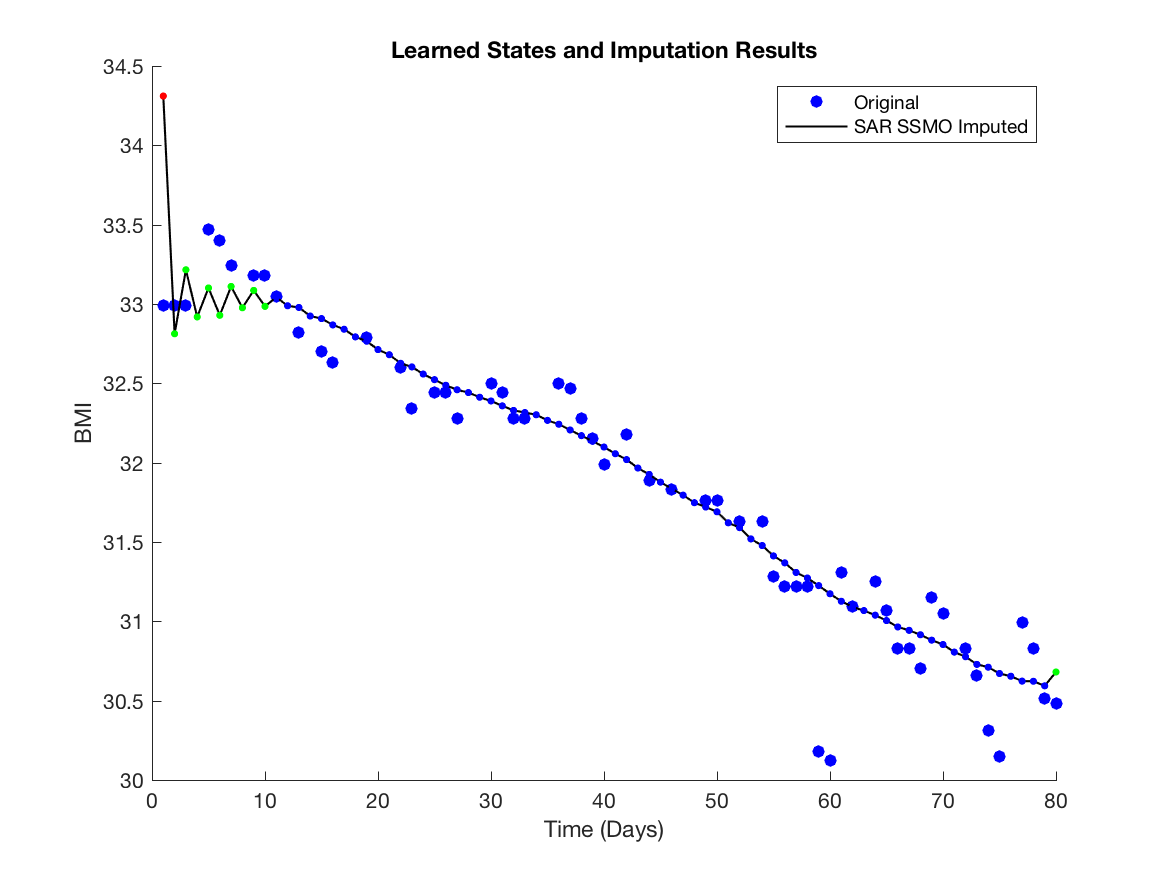 Learned States and Imputation Results
34.5
34
33.5
33
32.5
32
31.5
31
30.5
30
BMI
Original
SAR SSMO Imputed
0 10 20 30 40 50 60 70 80
Time (Days)